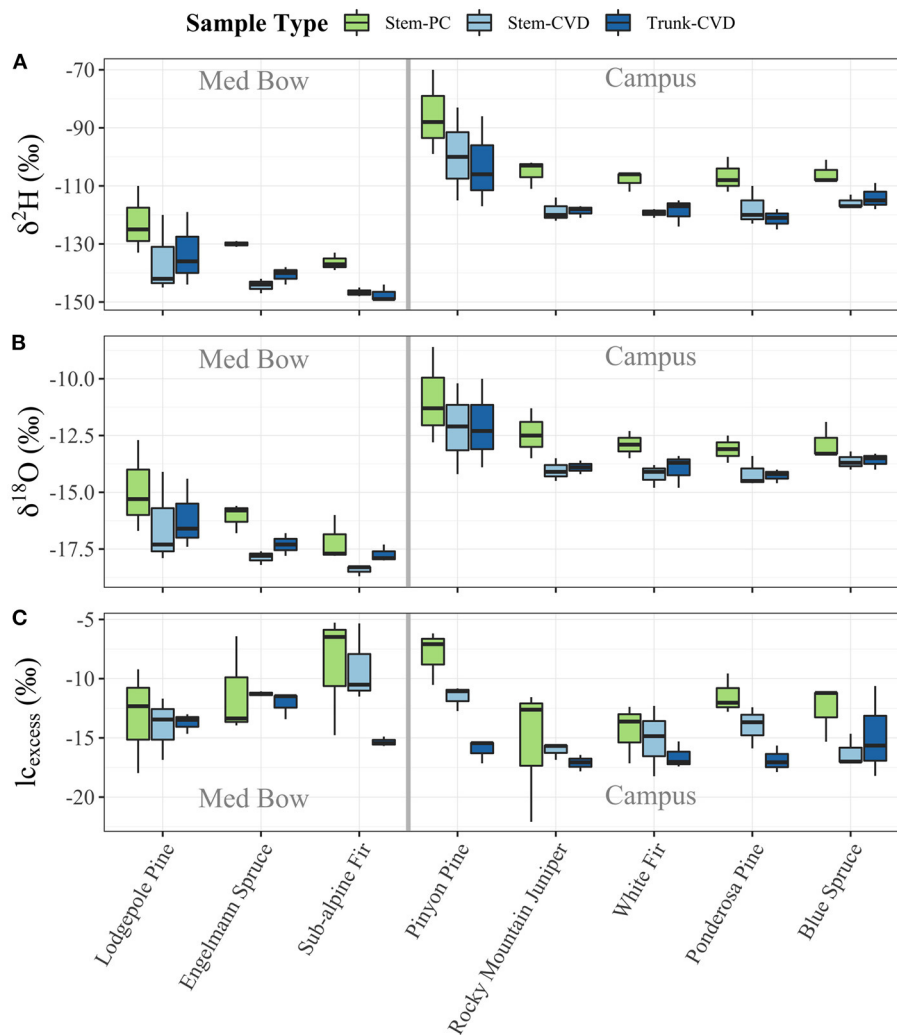 Sample Type Stem-PC Stem-CVD Trunk-CVD
A
Med Bow Campus
δ²H (‰)
-70
-90
-110
-130
-150
B
Med Bow Campus
δ¹⁸O (‰)
-10.0
-12.5
-15.0
-17.5
C
lc_excess (‰)
-5
-10
-15
-20
Med Bow Campus
Lodgepole Pine
Engelmann Spruce
Sub-alpine Fir
Pinyon Pine
Rocky Mountain Juniper
White Fir
Ponderosa Pine
Blue Spruce